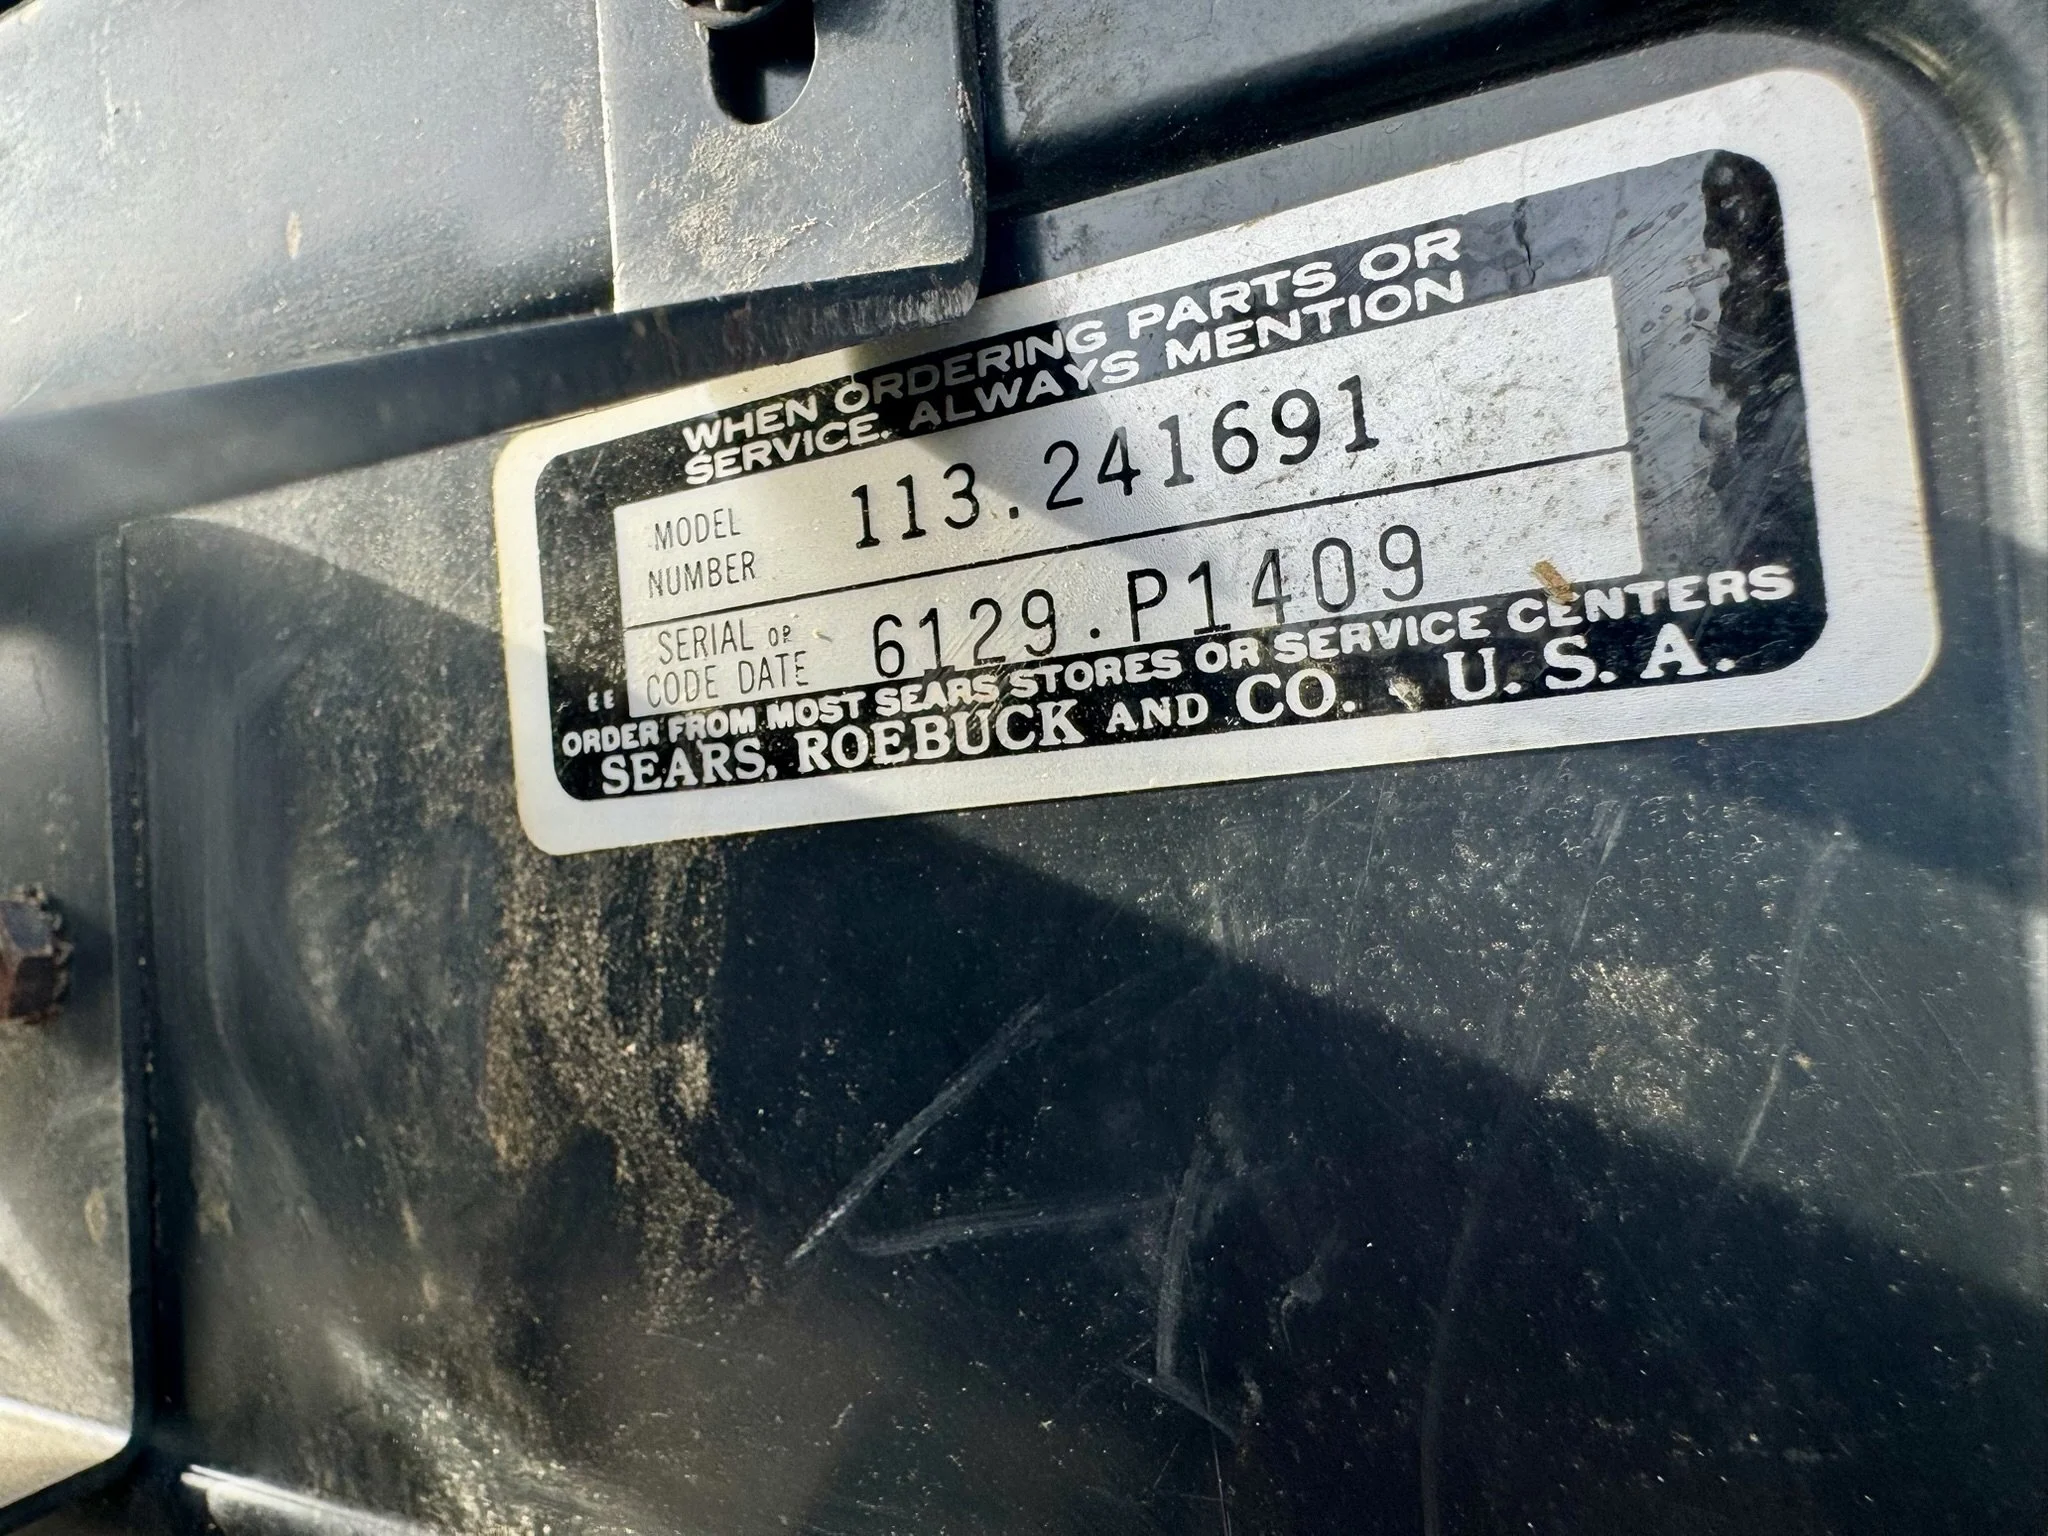 WHEN ORDERING PARTS OR
SERVICE, ALWAYS MENTION
MODEL
NUMBER
113.241691
SERIAL OR
CODE DATE
6129.P1409
EE
ORDER FROM MOST SEARS STORES OR SERVICE CENTERS
SEARS, ROEBUCK AND CO. · U. S. A.